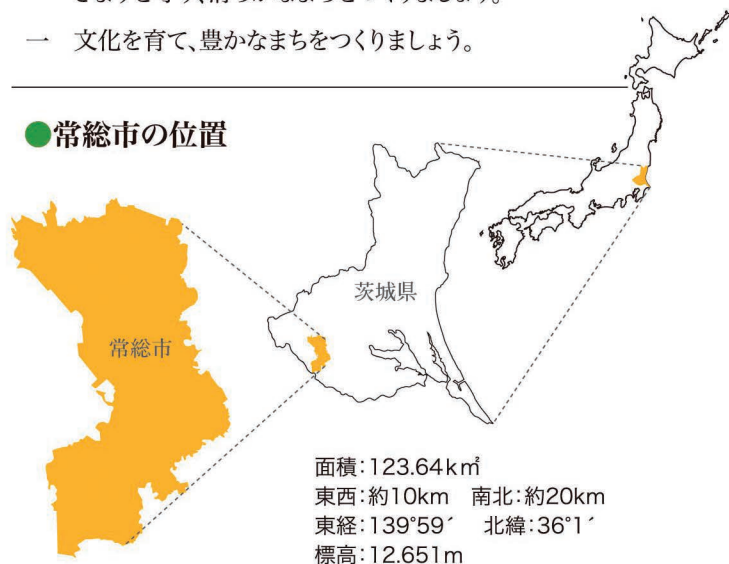 一　文化を育て、豊かなまちをつくりましょう。
●常総市の位置
茨城県
常総市
面積：123.64k㎡
東西：約10km　南北：約20km
東経：139°59´　北緯：36°1´
標高：12.651m